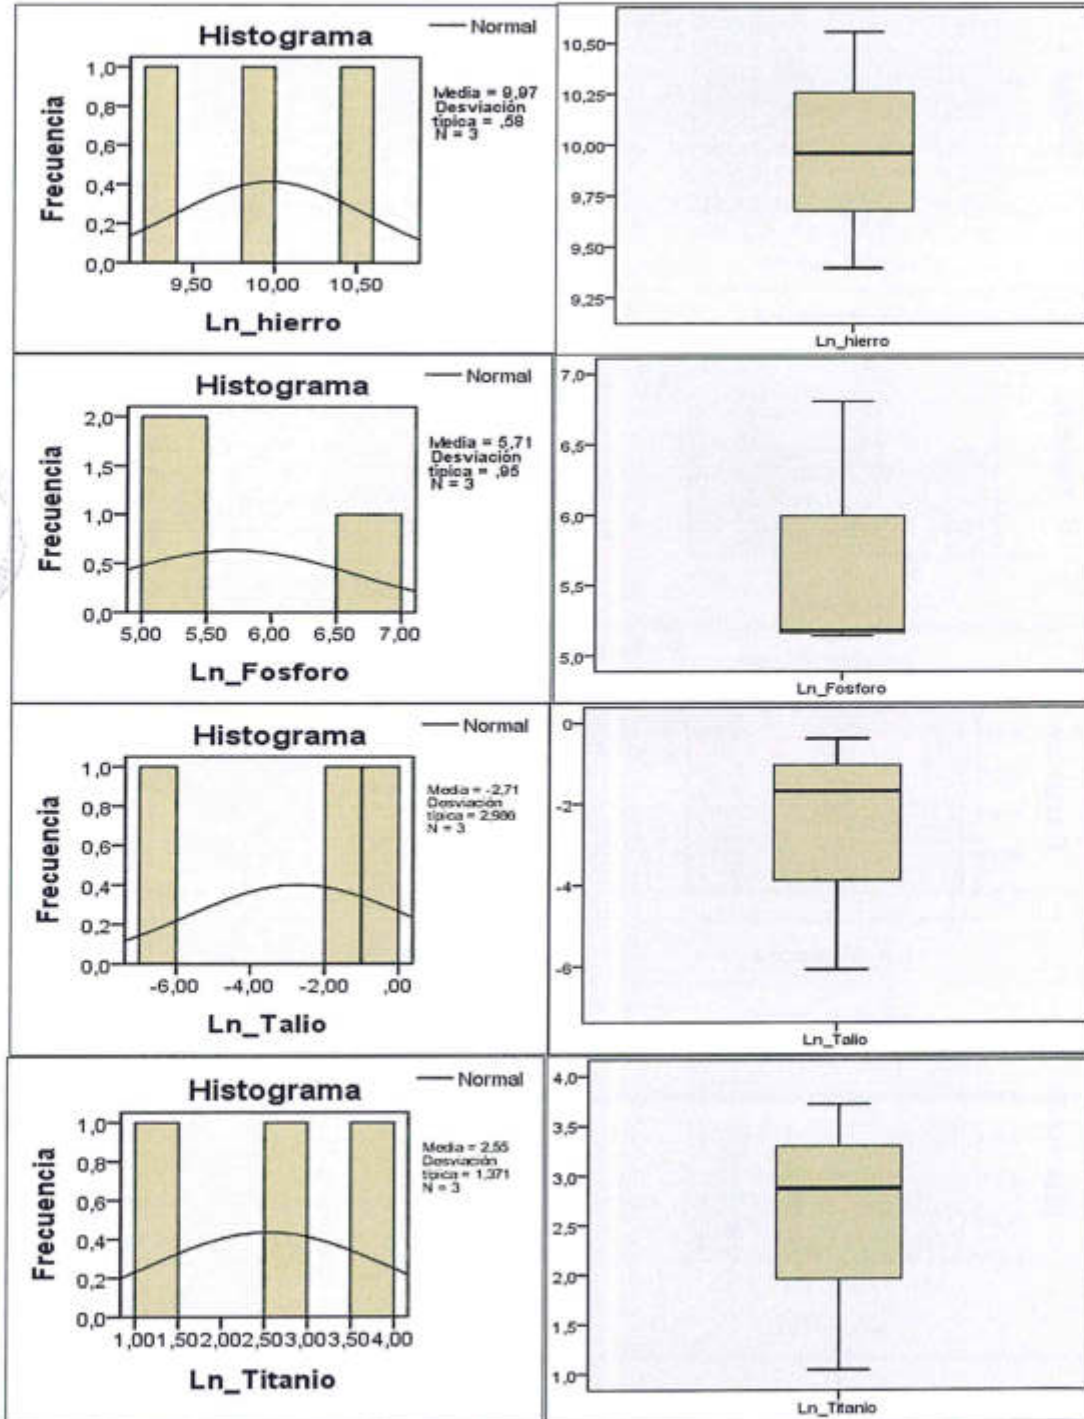 Histograma
Normal
Media = 9,97
Desviación
típica = ,58
N = 3
Frecuencia
1,0
0,8
0,6
0,4
0,2
0,0
9,50 10,00 10,50
Ln_hierro
10,50
10,25
10,00
9,75
9,50
9,25
Ln_hierro
Histograma
Normal
Media = 5,71
Desviación
típica = ,95
N = 3
Frecuencia
2,0
1,5
1,0
0,5
0,0
5,00 5,50 6,00 6,50 7,00
Ln_Fosforo
7,0
6,5
6,0
5,5
5,0
Ln_Fosforo
Histograma
Normal
Media = -2,71
Desviación
típica = 2,986
N = 3
Frecuencia
1,0
0,8
0,6
0,4
0,2
0,0
-6,00 -4,00 -2,00 ,00
Ln_Talio
0
-2
-4
-6
Ln_Talio
Histograma
Normal
Media = 2,55
Desviación
típica = 1,371
N = 3
Frecuencia
1,0
0,8
0,6
0,4
0,2
0,0
1,00 1,50 2,00 2,50 3,00 3,50 4,00
Ln_Titanio
4,0
3,5
3,0
2,5
2,0
1,5
1,0
Ln_Titanio